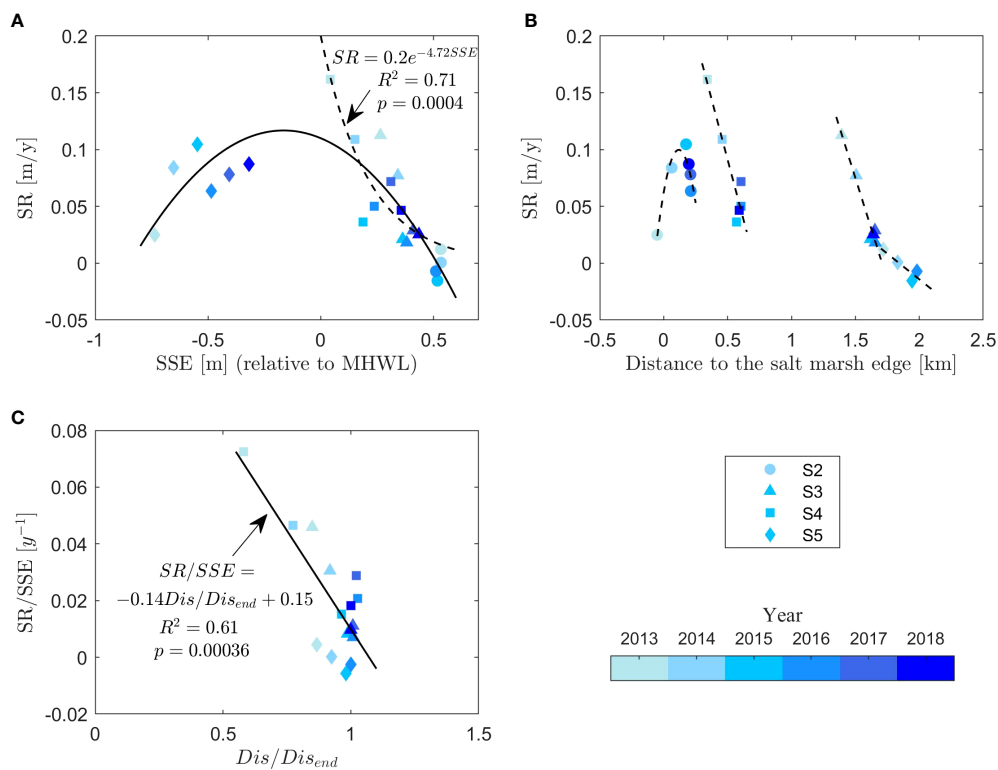 A
SR [m/y]
0.2
0.15
0.1
0.05
0
-0.05
-1
-0.5
0
0.5
SSE [m] (relative to MHWL)
SR = 0.2e^{-4.72SSE}
R^2 = 0.71
p = 0.0004
B
SR [m/y]
0.2
0.15
0.1
0.05
0
-0.05
-0.5
0
0.5
1
1.5
2
2.5
Distance to the salt marsh edge [km]
C
SR/SSE [y^{-1}]
0.08
0.06
0.04
0.02
0
-0.02
0
0.5
1
1.5
Dis/Dis_{end}
SR/SSE =
-0.14Dis/Dis_{end} + 0.15
R^2 = 0.61
p = 0.00036
S2
S3
S4
S5
Year
2013 2014 2015 2016 2017 2018